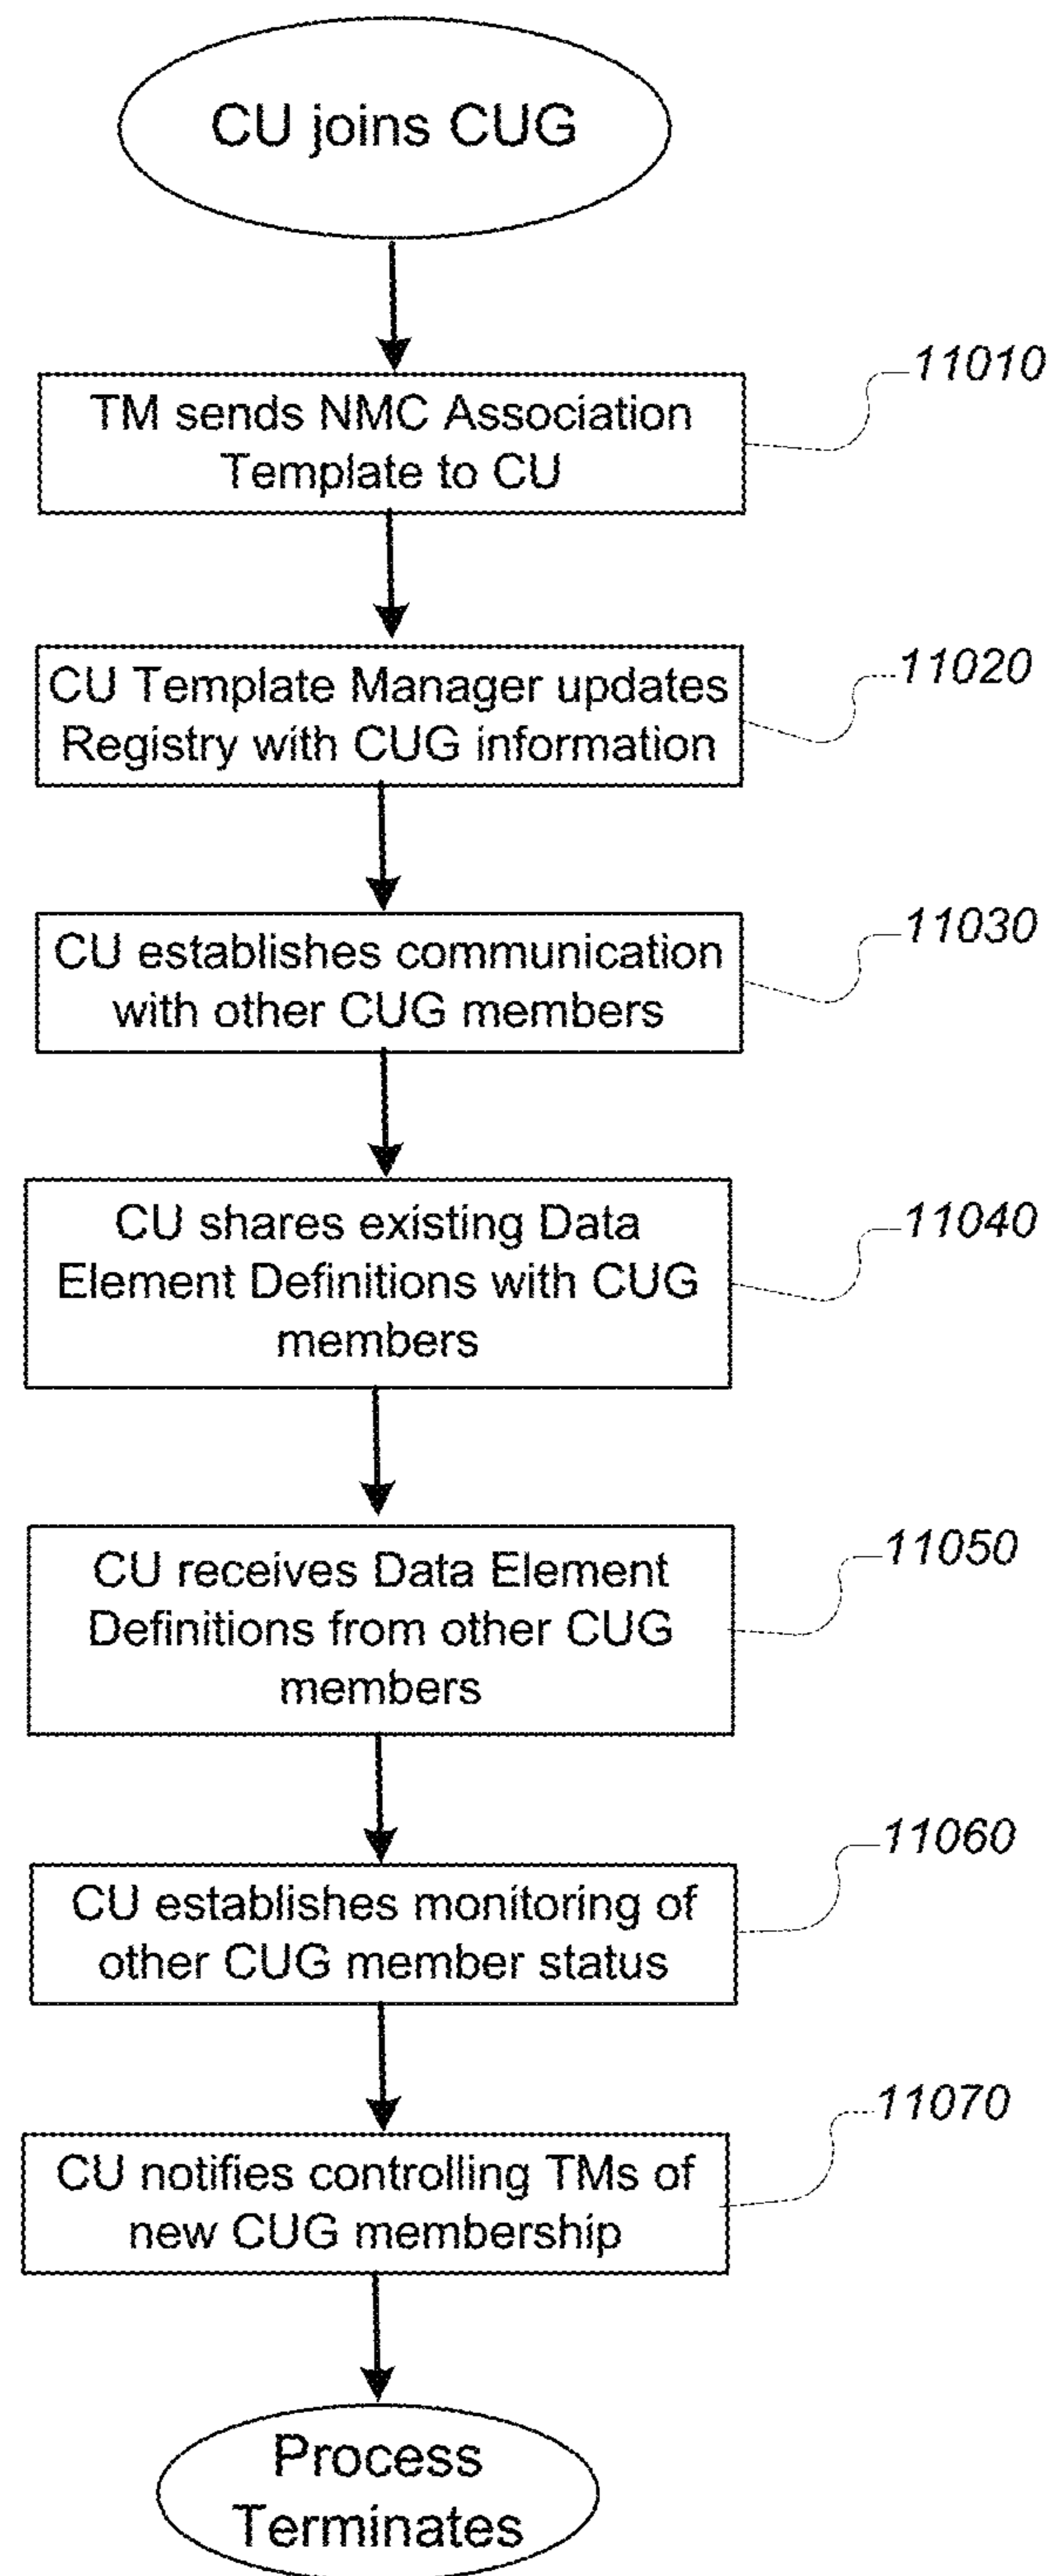 CU joins CUG
11010
TM sends NMC Association
Template to CU
11020
CU Template Manager updates
Registry with CUG information
11030
CU establishes communication
with other CUG members
11040
CU shares existing Data
Element Definitions with CUG
members
11050
CU receives Data Element
Definitions from other CUG
members
11060
CU establishes monitoring of
other CUG member status
11070
CU notifies controlling TMs of
new CUG membership
Process
Terminates